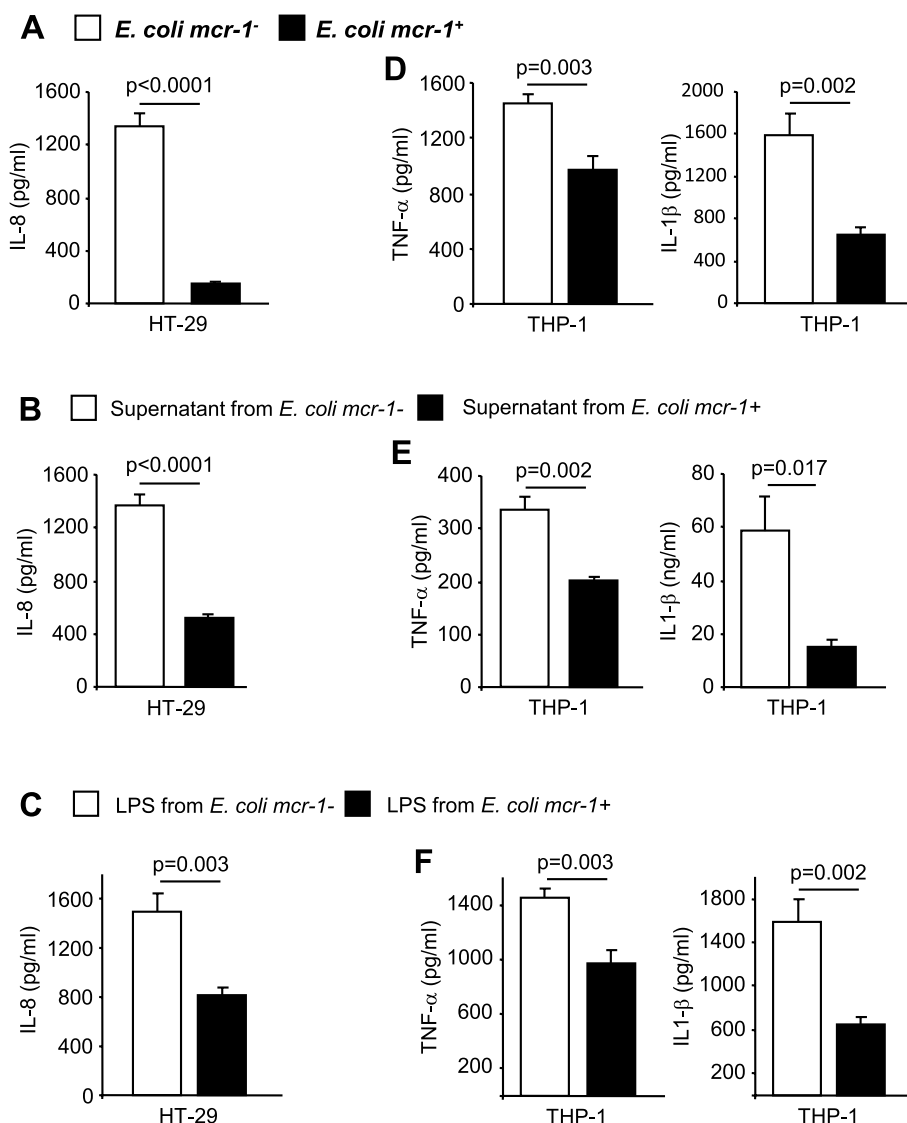 A E. coli mcr-1- E. coli mcr-1+
p<0.0001
1600
1200
800
400
0
IL-8 (pg/ml)
HT-29
D
p=0.003
1600
1200
800
400
0
TNF-α (pg/ml)
THP-1
p=0.002
2000
1600
1200
800
400
0
IL-1β (pg/ml)
THP-1
B Supernatant from E. coli mcr-1- Supernatant from E. coli mcr-1+
p<0.0001
1600
1200
800
400
0
IL-8 (pg/ml)
HT-29
E
p=0.002
400
300
200
100
0
TNF-α (pg/ml)
THP-1
p=0.017
80
60
40
20
0
IL1-β (ng/ml)
THP-1
C LPS from E. coli mcr-1- LPS from E. coli mcr-1+
p=0.003
1600
1200
800
400
0
IL-8 (pg/ml)
HT-29
F
p=0.003
1400
1000
600
200
TNF-α (pg/ml)
THP-1
p=0.002
1800
1400
1000
600
200
IL1-β (pg/ml)
THP-1